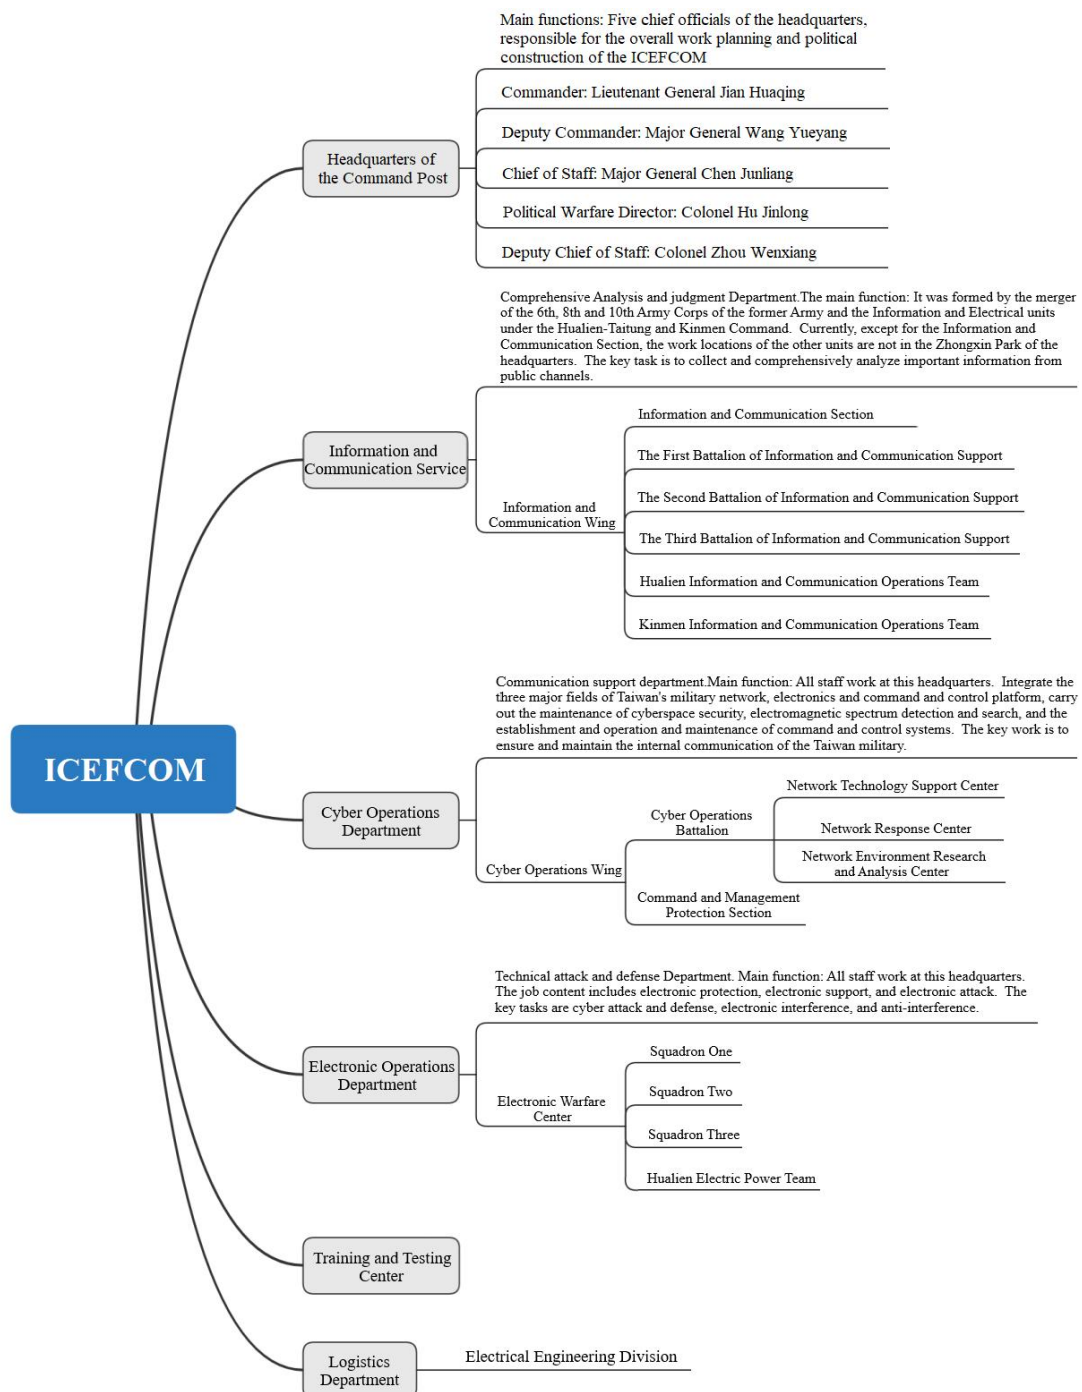 ICEFCOM
Headquarters of
the Command Post
Main functions: Five chief officials of the headquarters,
responsible for the overall work planning and political
construction of the ICEFCOM
Commander: Lieutenant General Jian Huaqing
Deputy Commander: Major General Wang Yueyang
Chief of Staff: Major General Chen Junliang
Political Warfare Director: Colonel Hu Jinlong
Deputy Chief of Staff: Colonel Zhou Wenxiang
Information and
Communication Service
Comprehensive Analysis and judgment Department.The main function: It was formed by the merger
of the 6th, 8th and 10th Army Corps of the former Army and the Information and Electrical units
under the Hualien-Taitung and Kinmen Command. Currently, except for the Information and
Communication Section, the work locations of the other units are not in the Zhongxin Park of the
headquarters. The key task is to collect and comprehensively analyze important information from
public channels.
Information and
Communication Wing
Information and Communication Section
The First Battalion of Information and Communication Support
The Second Battalion of Information and Communication Support
The Third Battalion of Information and Communication Support
Hualien Information and Communication Operations Team
Kinmen Information and Communication Operations Team
Cyber Operations
Department
Communication support department.Main function: All staff work at this headquarters. Integrate the
three major fields of Taiwan's military network, electronics and command and control platform, carry
out the maintenance of cyberspace security, electromagnetic spectrum detection and search, and the
establishment and operation and maintenance of command and control systems. The key work is to
ensure and maintain the internal communication of the Taiwan military.
Cyber Operations Wing
Cyber Operations
Battalion
Network Technology Support Center
Network Response Center
Network Environment Research
and Analysis Center
Command and Management
Protection Section
Electronic Operations
Department
Technical attack and defense Department. Main function: All staff work at this headquarters.
The job content includes electronic protection, electronic support, and electronic attack. The
key tasks are cyber attack and defense, electronic interference, and anti-interference.
Electronic Warfare
Center
Squadron One
Squadron Two
Squadron Three
Hualien Electric Power Team
Training and Testing
Center
Logistics
Department
Electrical Engineering Division